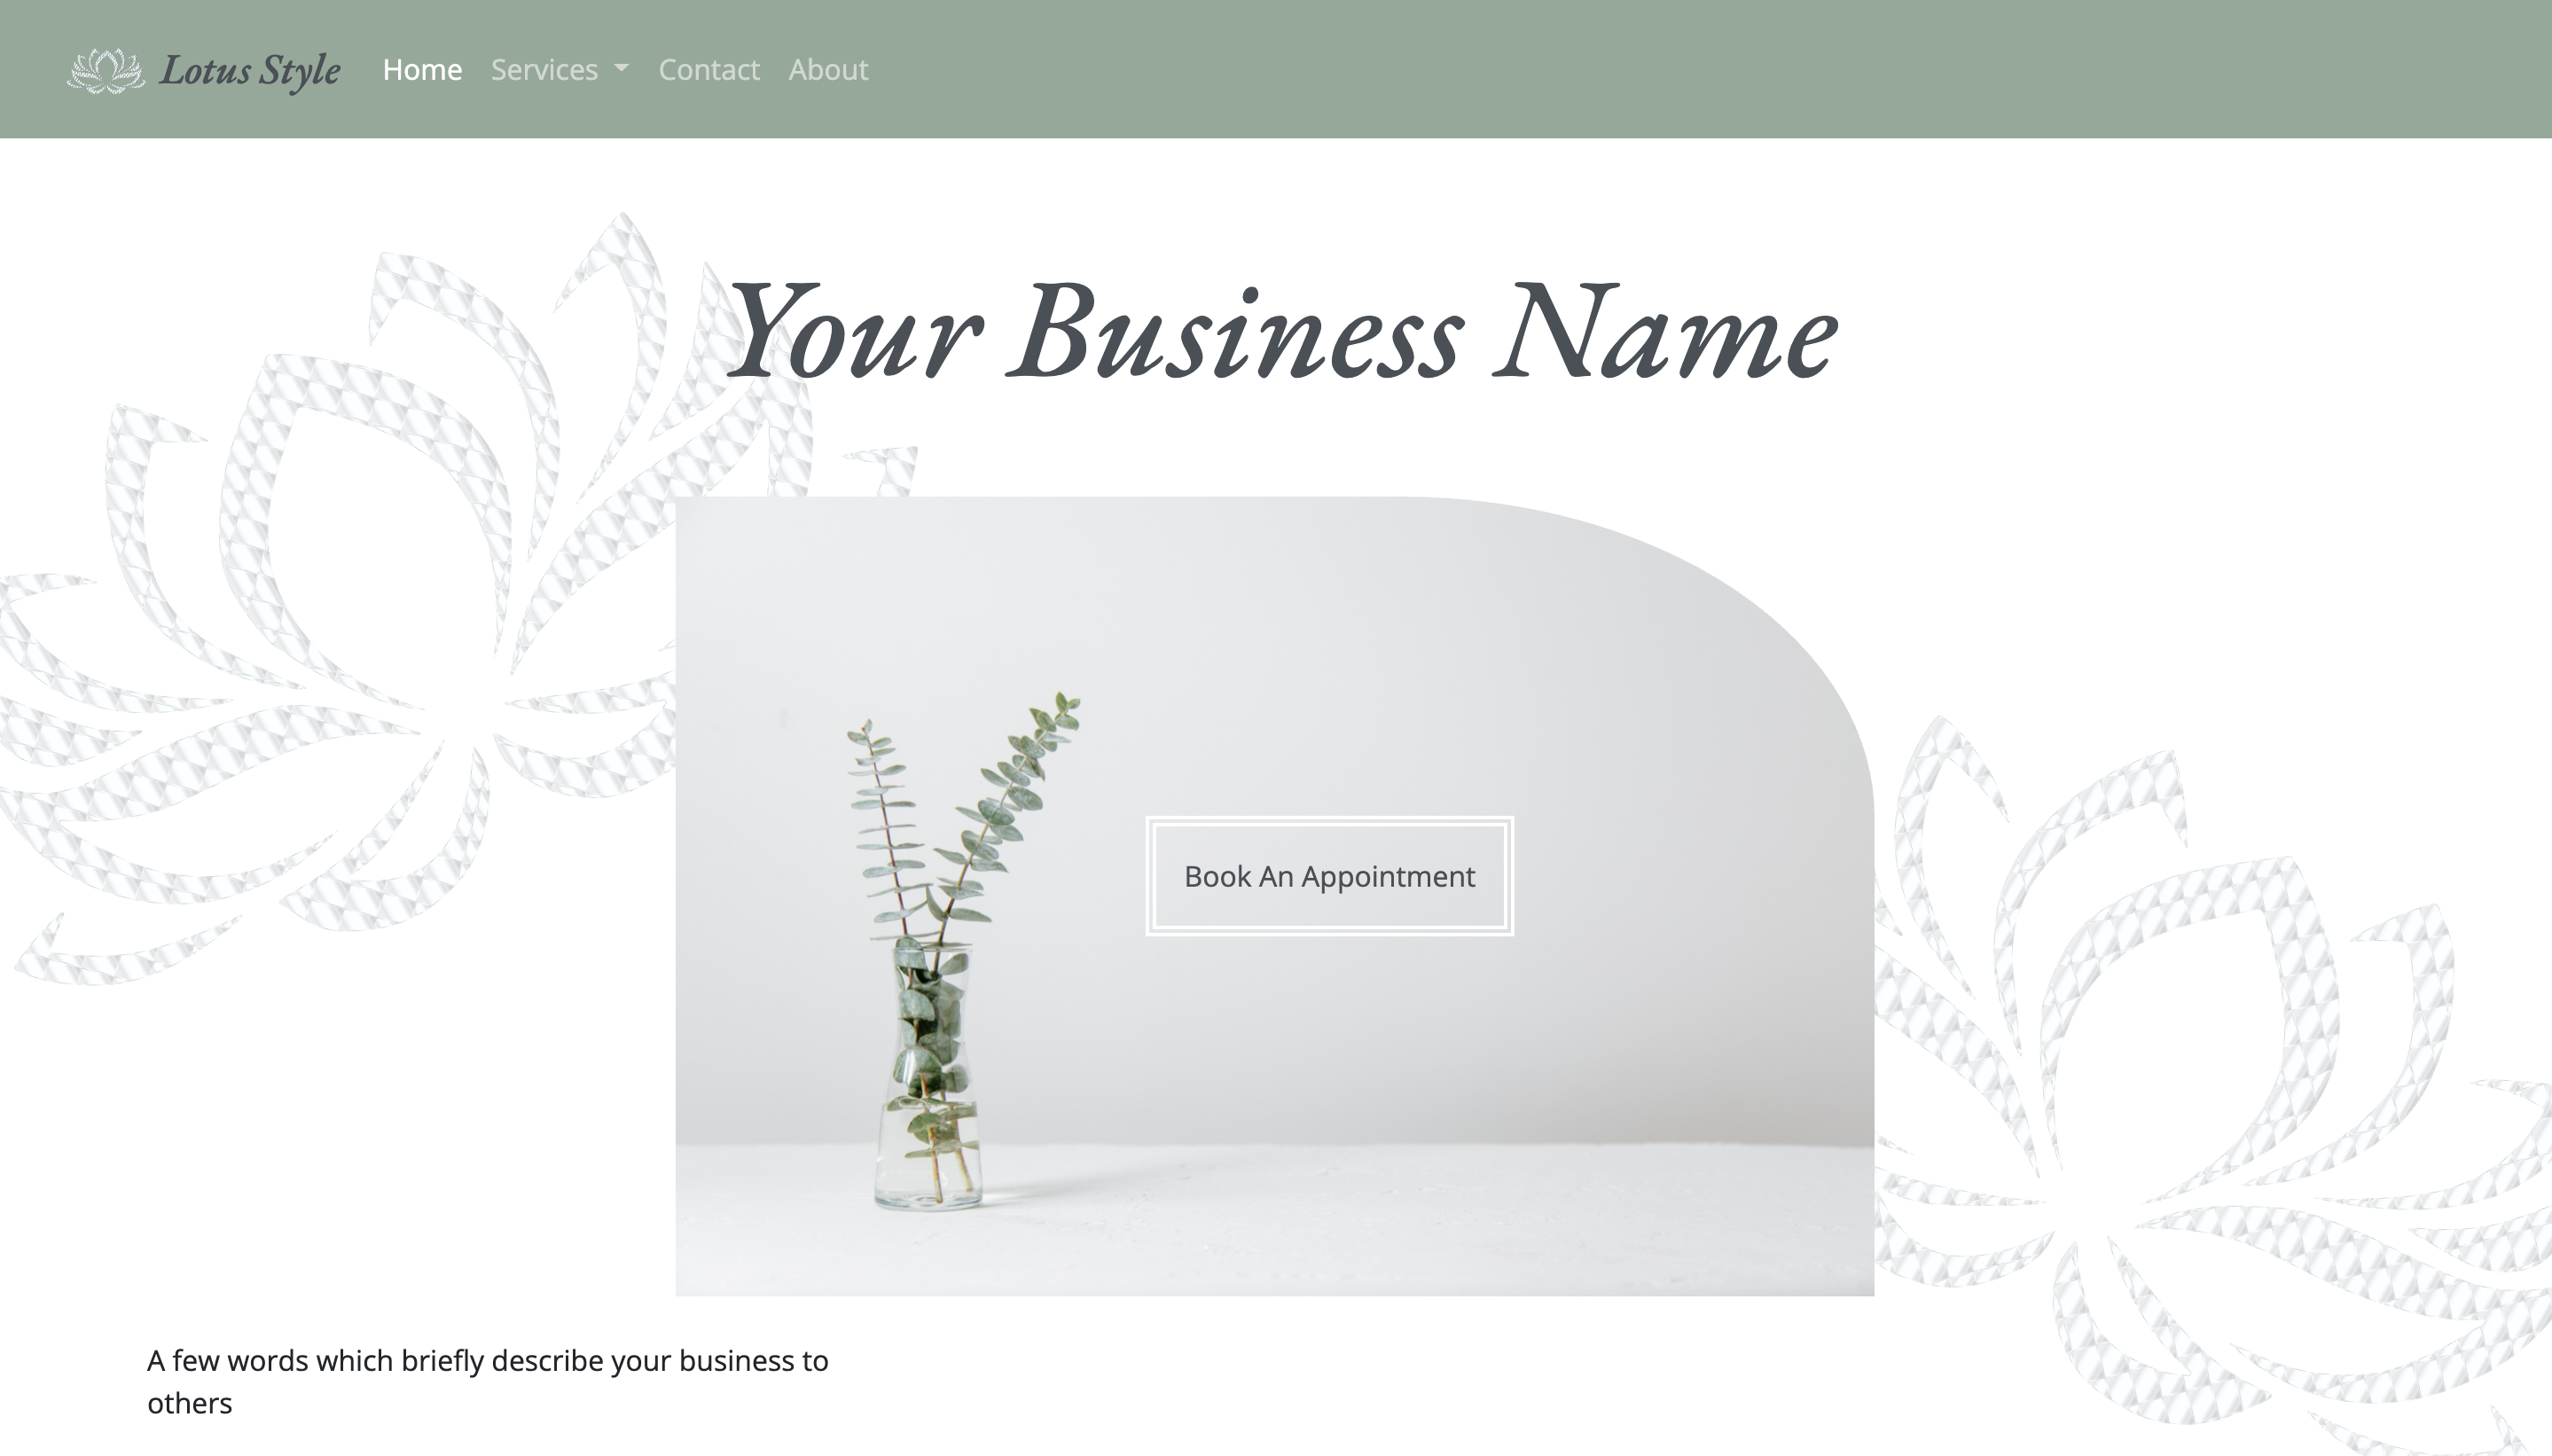 Lotus Style Home Services Contact About
Your Business Name
Book An Appointment
A few words which briefly describe your business to
others